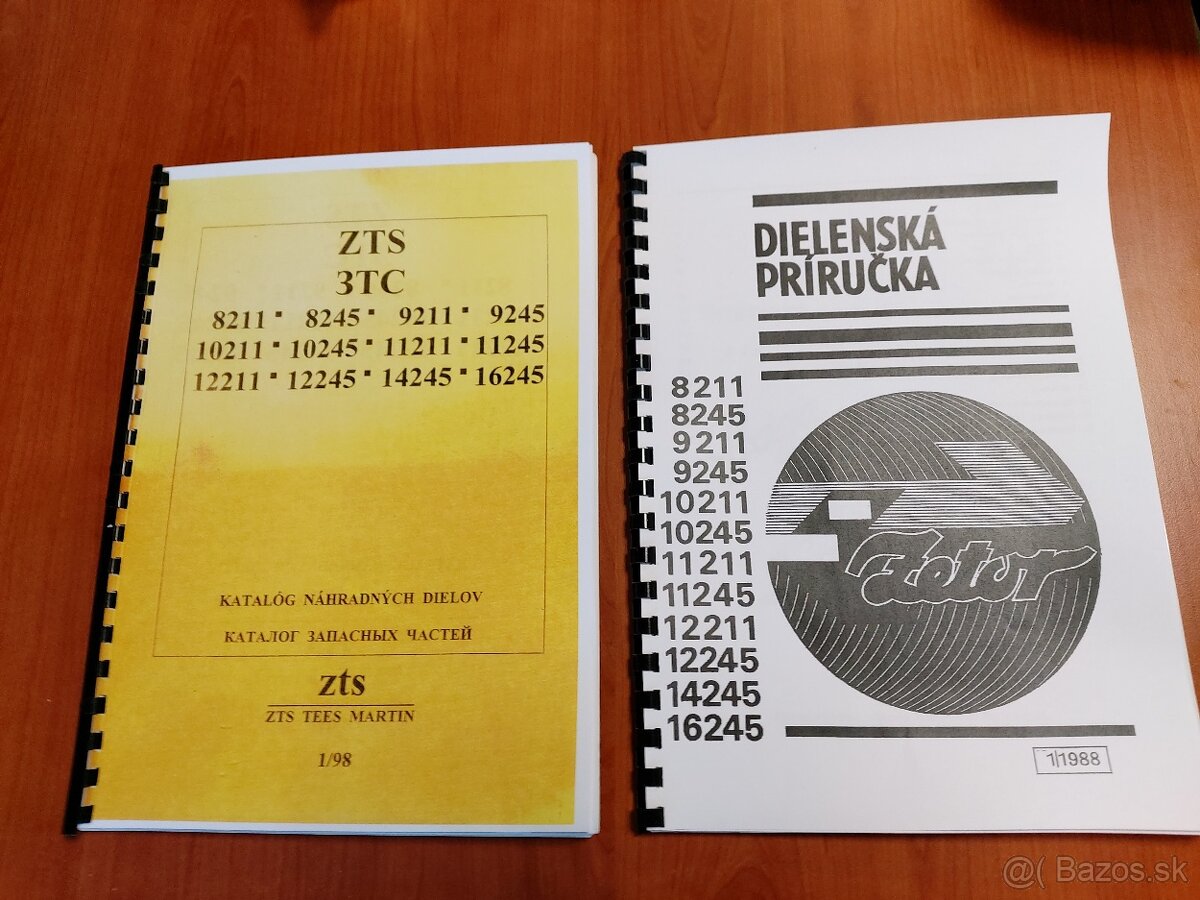 ZTS
ЗТС
8211 ▪ 8245 ▪ 9211 ▪ 9245
10211 ▪ 10245 ▪ 11211 ▪ 11245
12211 ▪ 12245 ▪ 14245 ▪ 16245
KATALÓG NÁHRADNÝCH DIELOV
КАТАЛОГ ЗАПАСНЫХ ЧАСТЕЙ
zts
ZTS TEES MARTIN
1/98
DIELENSKÁ
PRÍRUČKA
8211
8245
9211
9245
10211
10245
11211
11245
12211
12245
14245
16245
Zetor
1/1988
@( Bazos.sk